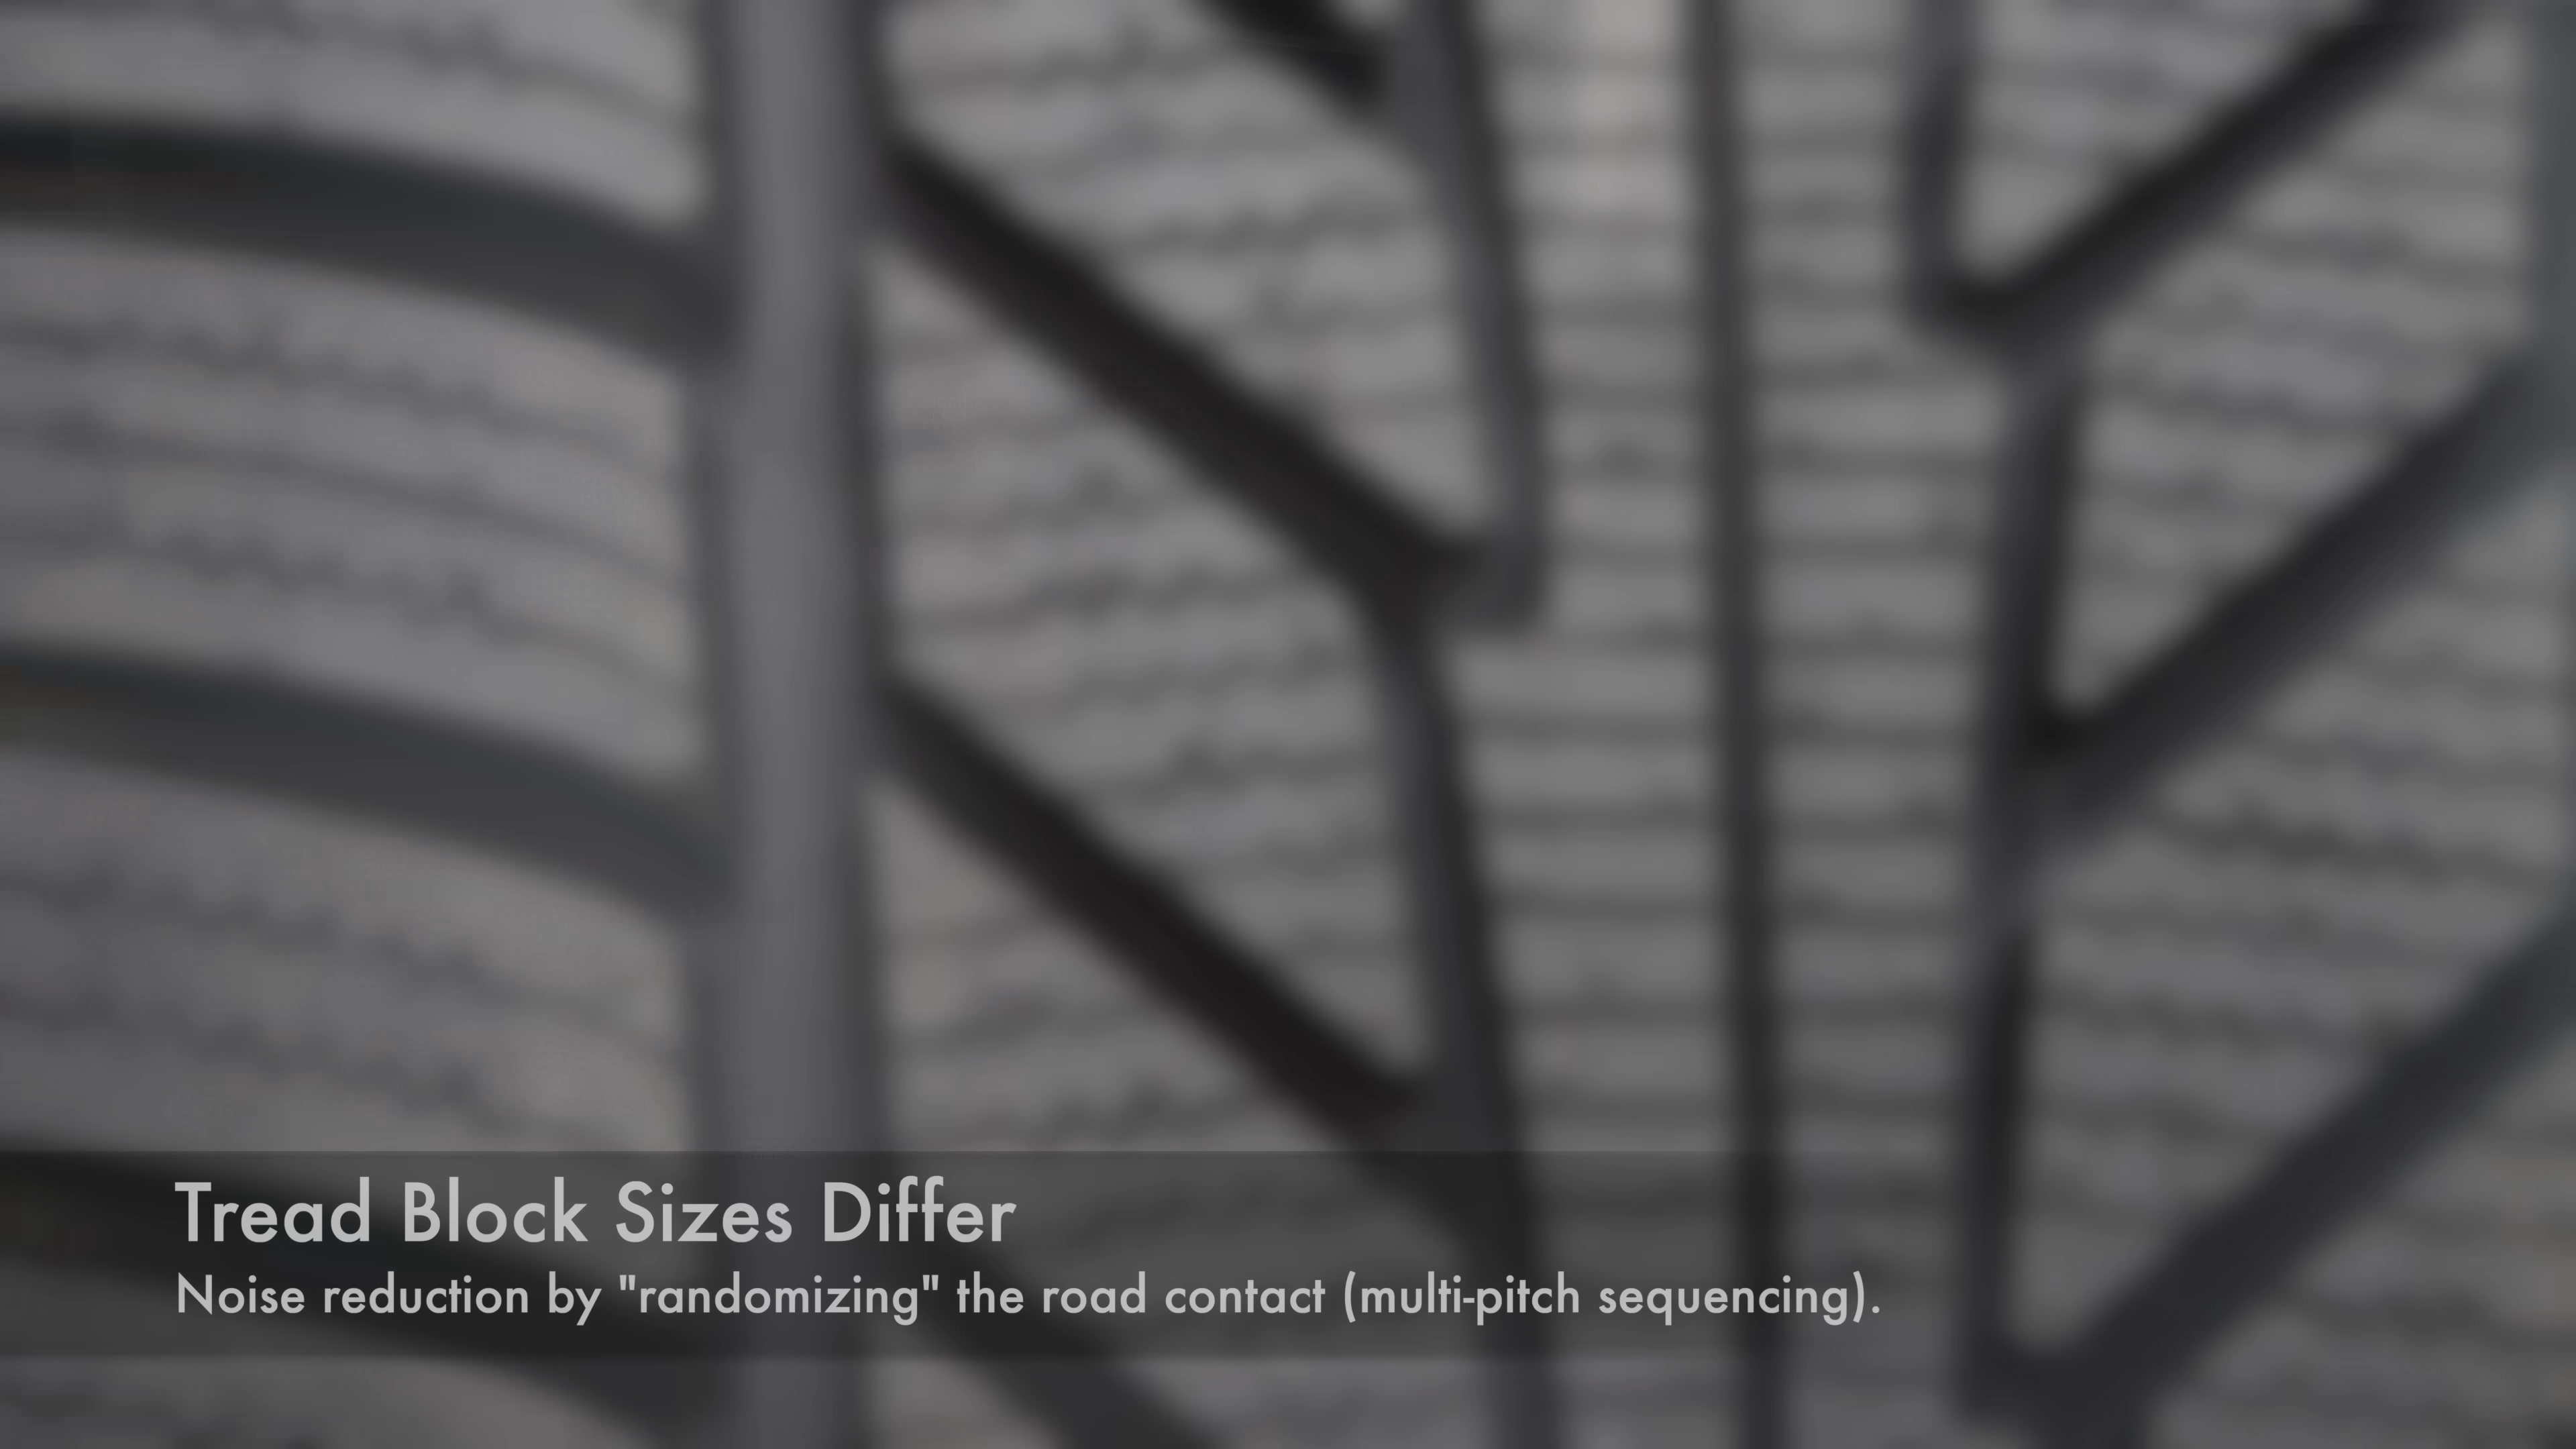 Tread Block Sizes Differ
Noise reduction by "randomizing" the road contact (multi-pitch sequencing).